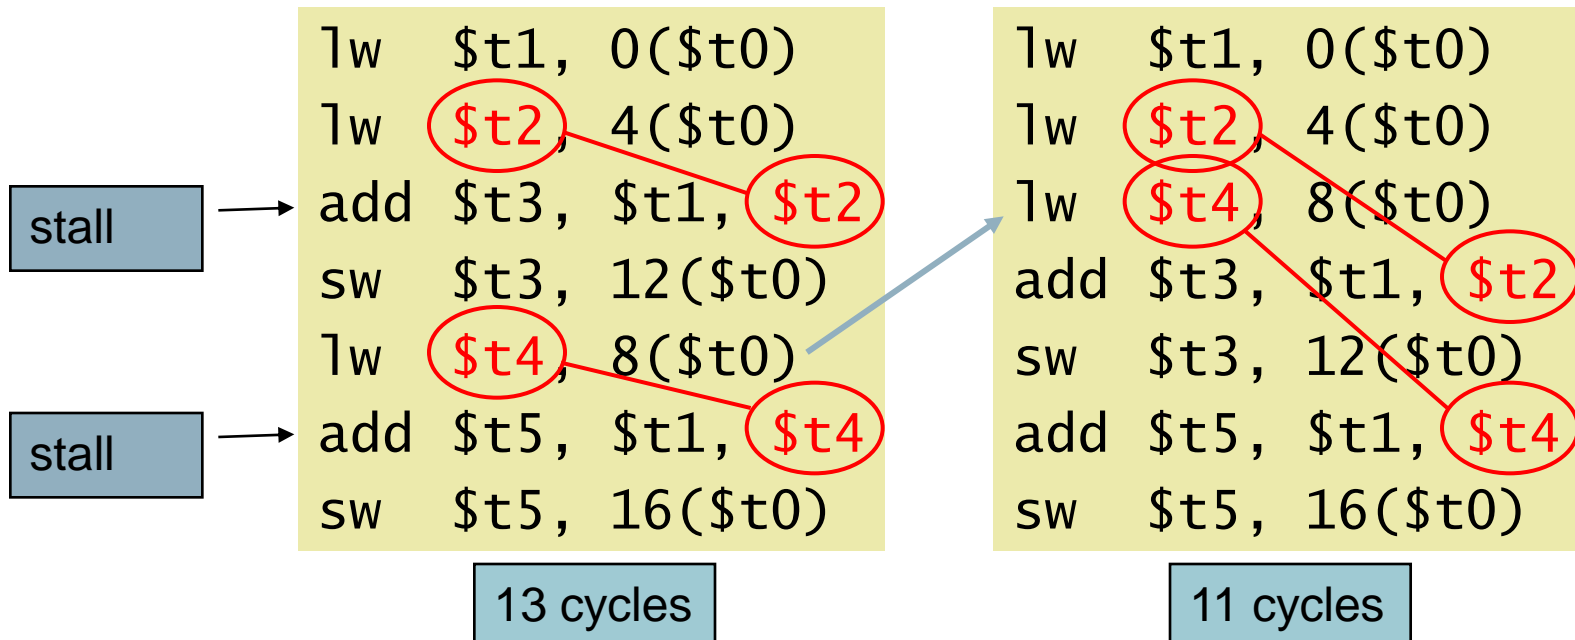 lw $t1, 0($t0)
lw $t2, 4($t0)
add $t3, $t1, $t2
sw $t3, 12($t0)
lw $t4, 8($t0)
add $t5, $t1, $t4
sw $t5, 16($t0)
stall
stall
13 cycles
lw $t1, 0($t0)
lw $t2, 4($t0)
lw $t4, 8($t0)
add $t3, $t1, $t2
sw $t3, 12($t0)
add $t5, $t1, $t4
sw $t5, 16($t0)
11 cycles